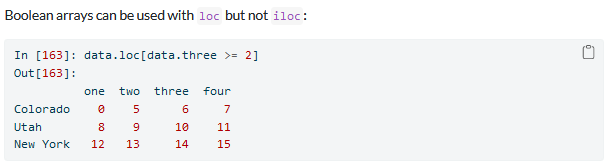 Boolean arrays can be used with loc but not iloc:
In [163]: data.loc[data.three >= 2]
Out[163]:
          one  two  three  four
Colorado    0    5      6     7
Utah        8    9     10    11
New York   12   13     14    15